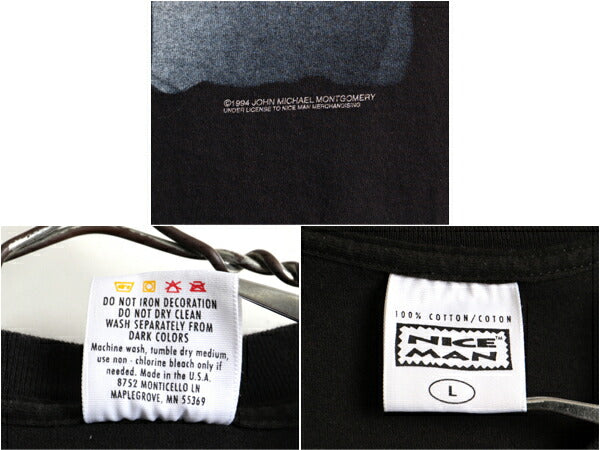 ©1994 JOHN MICHAEL MONTGOMERY
UNDER LICENSE TO NICE MAN MERCHANDISING
DO NOT IRON DECORATION
DO NOT DRY CLEAN
WASH SEPARATELY FROM
DARK COLORS
Machine wash, tumble dry medium,
use non - chlorine bleach only if
needed. Made in the U.S.A.
8752 MONTICELLO LN
MAPLEGROVE, MN 55369
100% COTTON/COTON
NICE
MAN™
L